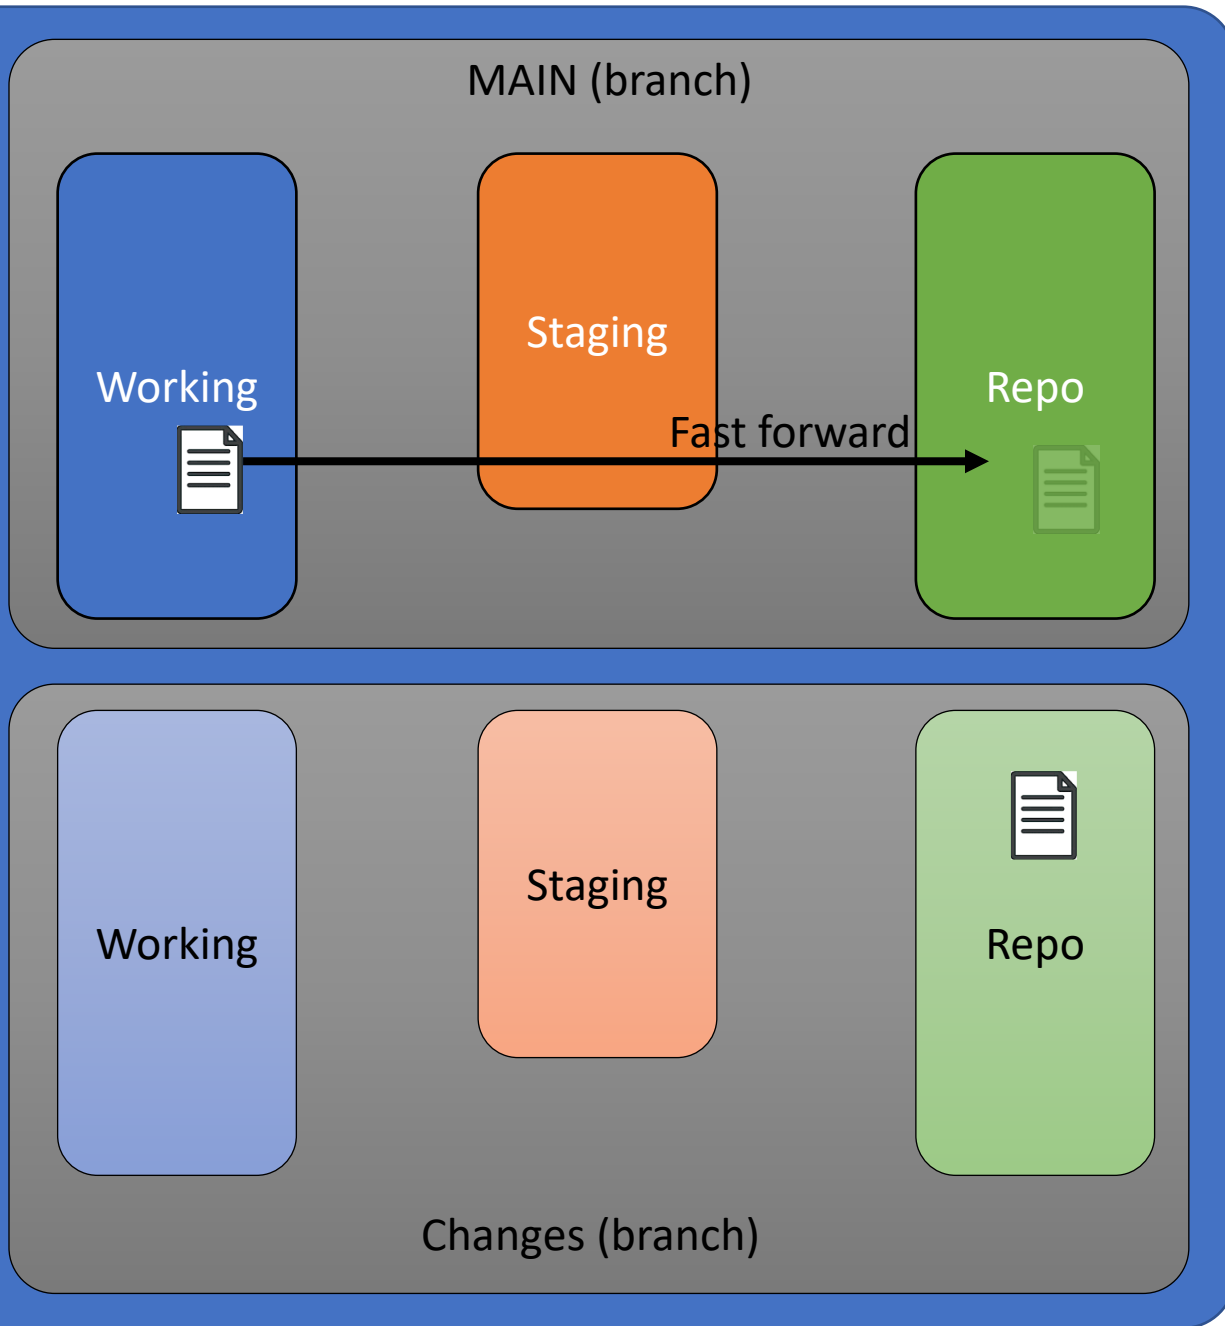 MAIN (branch)
Working
Staging
Repo
Fast forward
Working
Staging
Repo
Changes (branch)